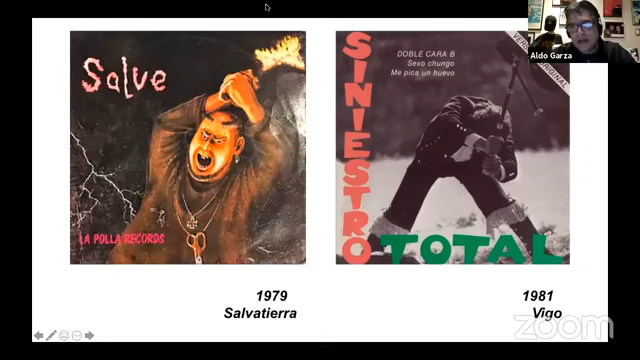 Aldo Garza
Salve
LA POLLA RECORDS
SINIESTRO
TOTAL
DOBLE CARA B
Sexo chungo
Me pica un huevo
VERSIÓN ORIGINAL
1979
Salvatierra
1981
Vigo
zoom